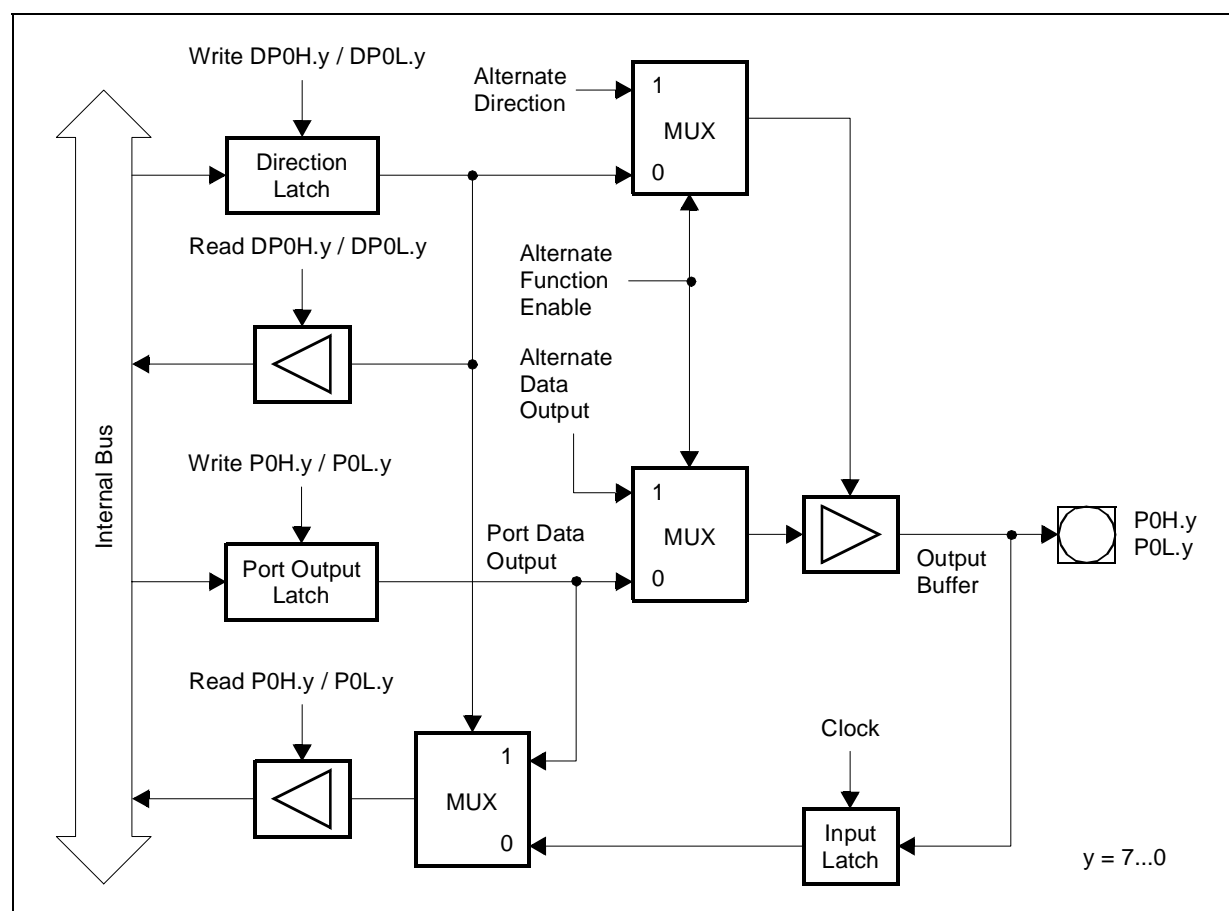 Write DP0H.y / DP0L.y
Alternate
Direction
1
MUX
0
Direction
Latch
Read DP0H.y / DP0L.y
Alternate
Function
Enable
Alternate
Data
Output
Internal Bus
Write P0H.y / P0L.y
1
MUX
0
Port Data
Output
Port Output
Latch
Output
Buffer
P0H.y
P0L.y
Read P0H.y / P0L.y
1
MUX
0
Clock
Input
Latch
y = 7...0